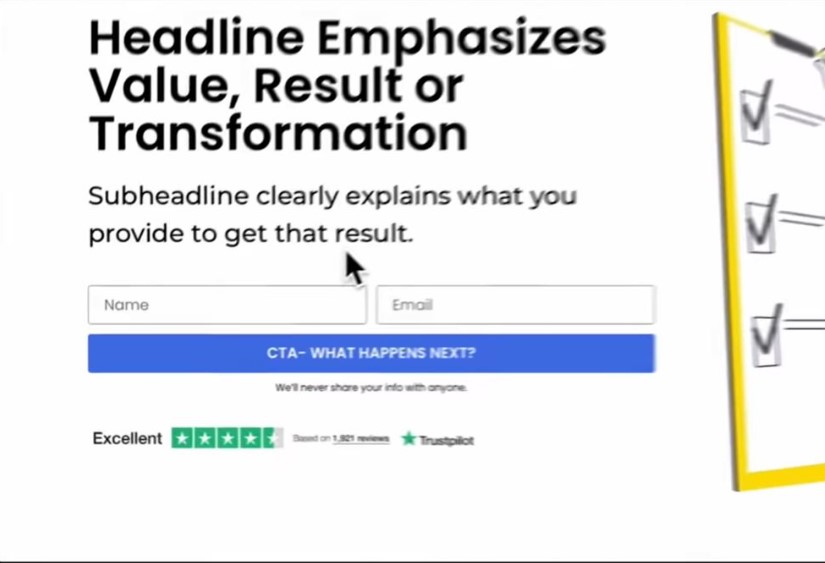 Headline Emphasizes
Value, Result or
Transformation
Subheadline clearly explains what you
provide to get that result.
Name Email
CTA- WHAT HAPPENS NEXT?
We'll never share your info with anyone.
Excellent Based on 1,921 reviews Trustpilot